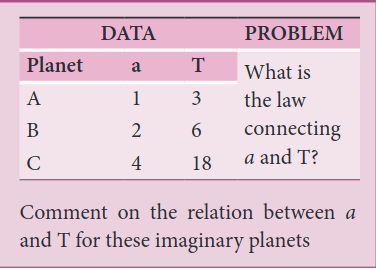 DATA PROBLEM
Planet a T What is
A 1 3 the law
B 2 6 connecting
C 4 18 a and T?
Comment on the relation between a
and T for these imaginary planets